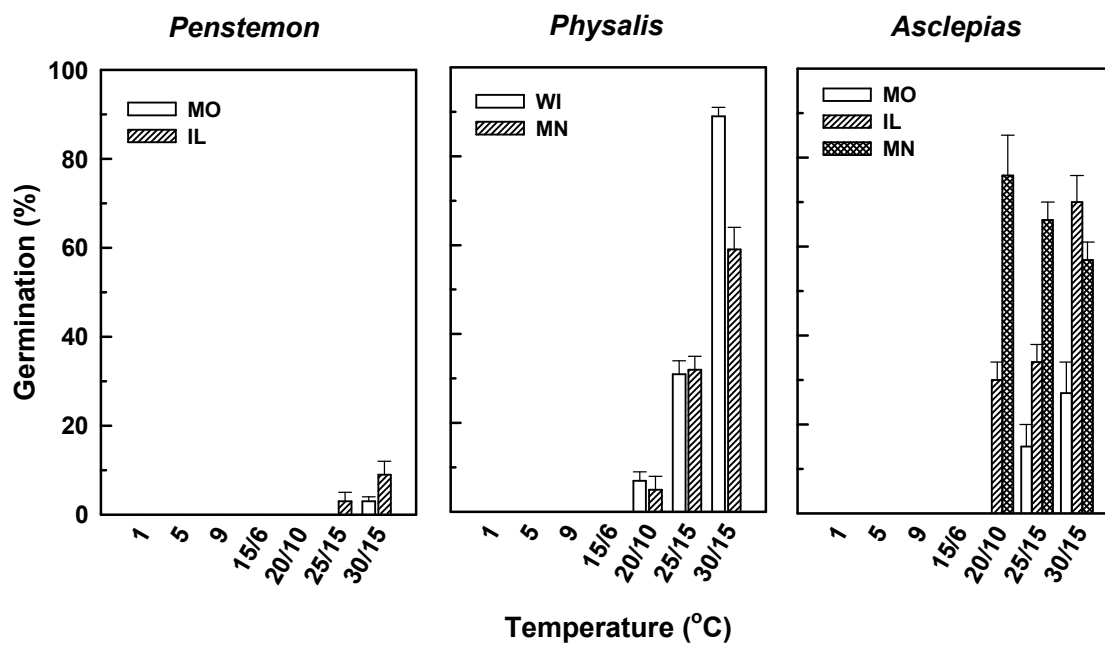 Penstemon
Physalis
Asclepias
Germination (%)
100
80
60
40
20
0
MO
IL
WI
MN
MO
IL
MN
1
5
9
15/6
20/10
25/15
30/15
1
5
9
15/6
20/10
25/15
30/15
1
5
9
15/6
20/10
25/15
30/15
Temperature (°C)